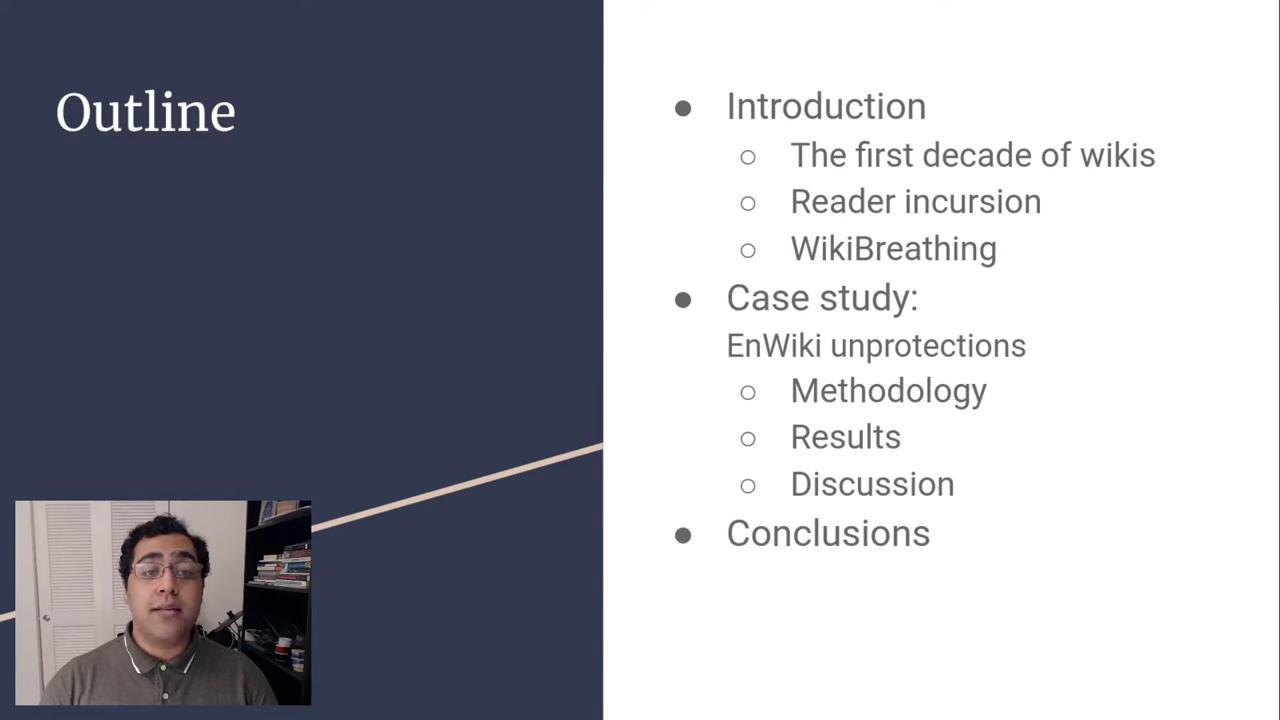 Outline
● Introduction
○ The first decade of wikis
○ Reader incursion
○ WikiBreathing
● Case study:
EnWiki unprotections
○ Methodology
○ Results
○ Discussion
● Conclusions